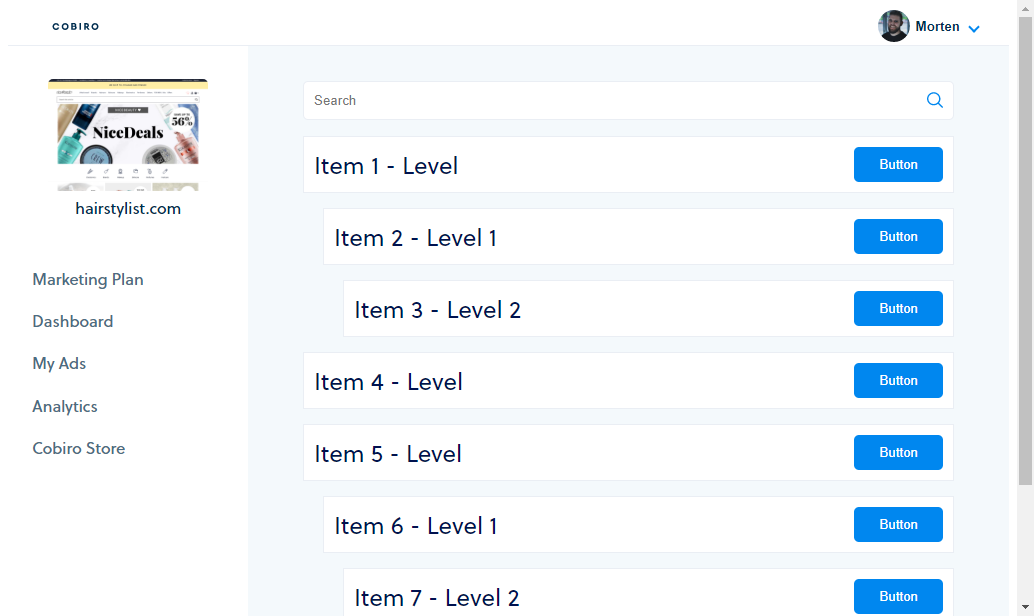 COBIRO
Morten
NiceDeals
56%
hairstylist.com
Marketing Plan
Dashboard
My Ads
Analytics
Cobiro Store
Search
Item 1 - Level
Button
Item 2 - Level 1
Button
Item 3 - Level 2
Button
Item 4 - Level
Button
Item 5 - Level
Button
Item 6 - Level 1
Button
Item 7 - Level 2
Button